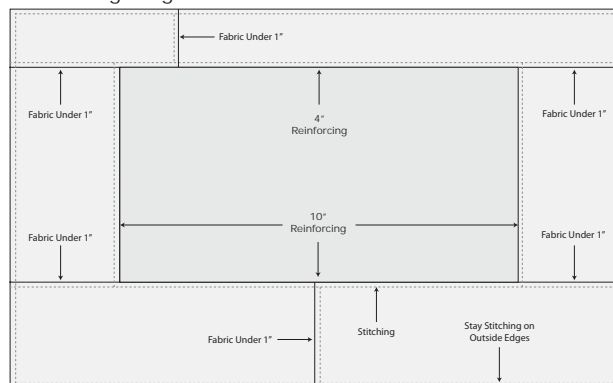 Fabric Under 1"
Fabric Under 1"
4"
Reinforcing
Fabric Under 1"
Fabric Under 1"
10"
Reinforcing
Fabric Under 1"
Fabric Under 1"
Stitching
Stay Stitching on
Outside Edges